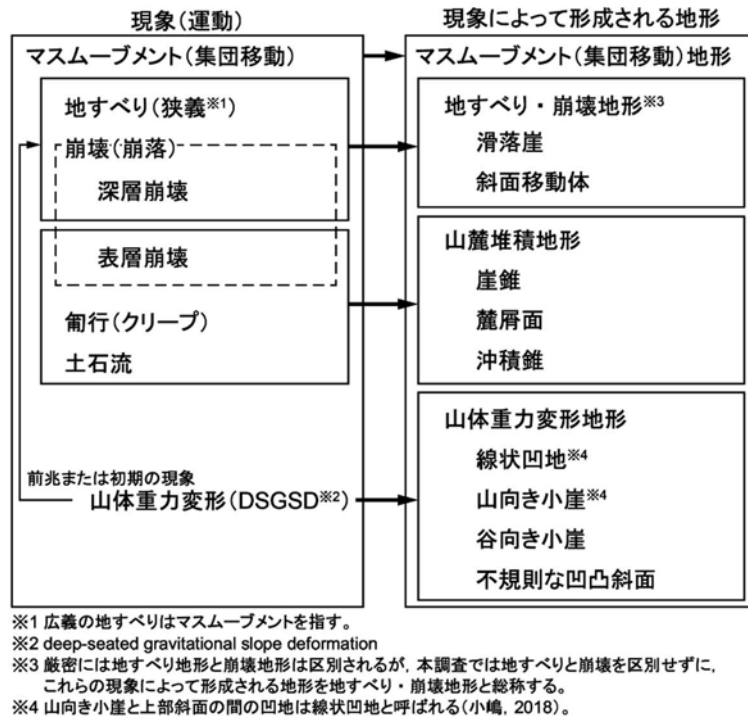 現象(運動)
マスムーブメント(集団移動)
地すべり(狭義※1)
崩壊(崩落)
深層崩壊
表層崩壊
匍行(クリープ)
土石流
前兆または初期の現象
山体重力変形(DSGSD※2)
現象によって形成される地形
マスムーブメント(集団移動)地形
地すべり・崩壊地形※3
滑落崖
斜面移動体
山麓堆積地形
崖錐
麓屑面
沖積錐
山体重力変形地形
線状凹地※4
山向き小崖※4
谷向き小崖
不規則な凹凸斜面
※1 広義の地すべりはマスムーブメントを指す。
※2 deep-seated gravitational slope deformation
※3 厳密には地すべり地形と崩壊地形は区別されるが, 本調査では地すべりと崩壊を区別せずに,
これらの現象によって形成される地形を地すべり・崩壊地形と総称する。
※4 山向き小崖と上部斜面の間の凹地は線状凹地と呼ばれる(小嶋, 2018)。